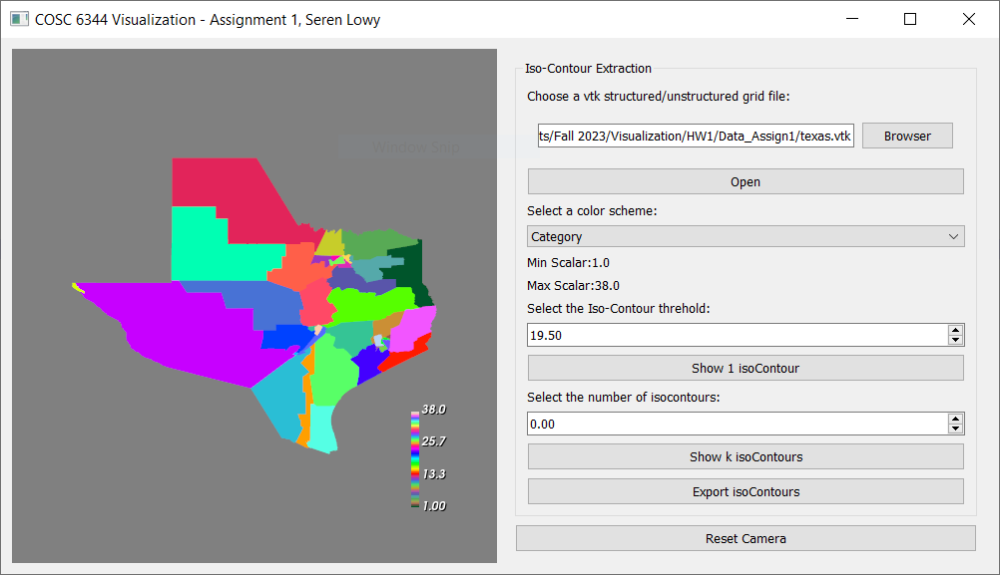 COSC 6344 Visualization - Assignment 1, Seren Lowy
Window Snip
38.0
25.7
13.3
1.00
Iso-Contour Extraction
Choose a vtk structured/unstructured grid file:
ts/Fall 2023/Visualization/HW1/Data_Assign1/texas.vtk
Browser
Open
Select a color scheme:
Category
Min Scalar:1.0
Max Scalar:38.0
Select the Iso-Contour threhold:
19.50
Show 1 isoContour
Select the number of isocontours:
0.00
Show k isoContours
Export isoContours
Reset Camera